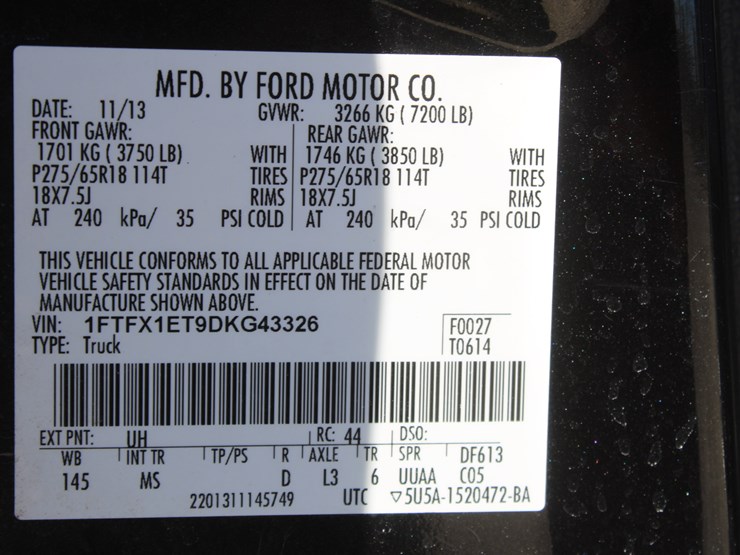 MFD. BY FORD MOTOR CO.
DATE: 11/13 GVWR: 3266 KG ( 7200 LB)
FRONT GAWR: REAR GAWR:
1701 KG ( 3750 LB) WITH 1746 KG ( 3850 LB) WITH
P275/65R18 114T TIRES P275/65R18 114T TIRES
18X7.5J RIMS 18X7.5J RIMS
AT 240 kPa/ 35 PSI COLD AT 240 kPa/ 35 PSI COLD
THIS VEHICLE CONFORMS TO ALL APPLICABLE FEDERAL MOTOR
VEHICLE SAFETY STANDARDS IN EFFECT ON THE DATE OF
MANUFACTURE SHOWN ABOVE.
VIN: 1FTFX1ET9DKG43326 F0027
TYPE: Truck T0614
EXT PNT: UH RC: 44 DSO:
WB INT TR TP/PS R AXLE TR SPR DF613
145 MS D L3 6 UUAA C05
2201311145749 UTC ▽5U5A-1520472-BA